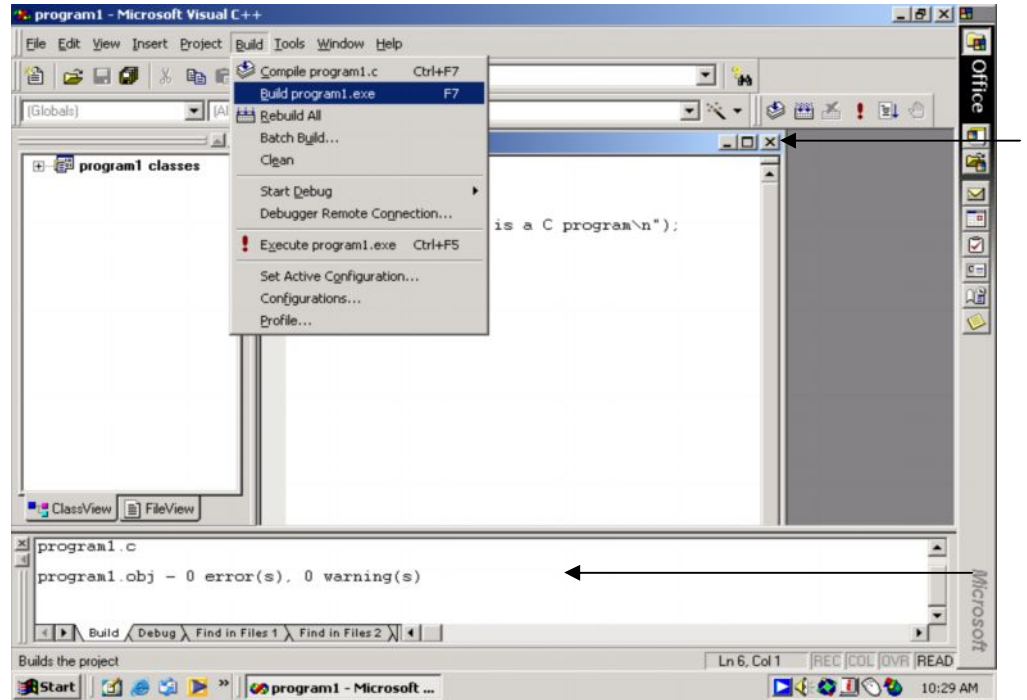 program1 - Microsoft Visual C++
File Edit View Insert Project Build Tools Window Help
Compile program1.c Ctrl+F7
Build program1.exe F7
Rebuild All
Batch Build...
Clean
Start Debug
Debugger Remote Connection...
Execute program1.exe Ctrl+F5
Set Active Configuration...
Configurations...
Profile...
(Globals)
program1 classes
is a C program\n");
ClassView FileView
program1.c
program1.obj - 0 error(s), 0 warning(s)
Build Debug Find in Files 1 Find in Files 2
Builds the project
Ln 6, Col 1 REC COL OVR READ
Start
program1 - Microsoft ...
10:29 AM
Office
Microsoft